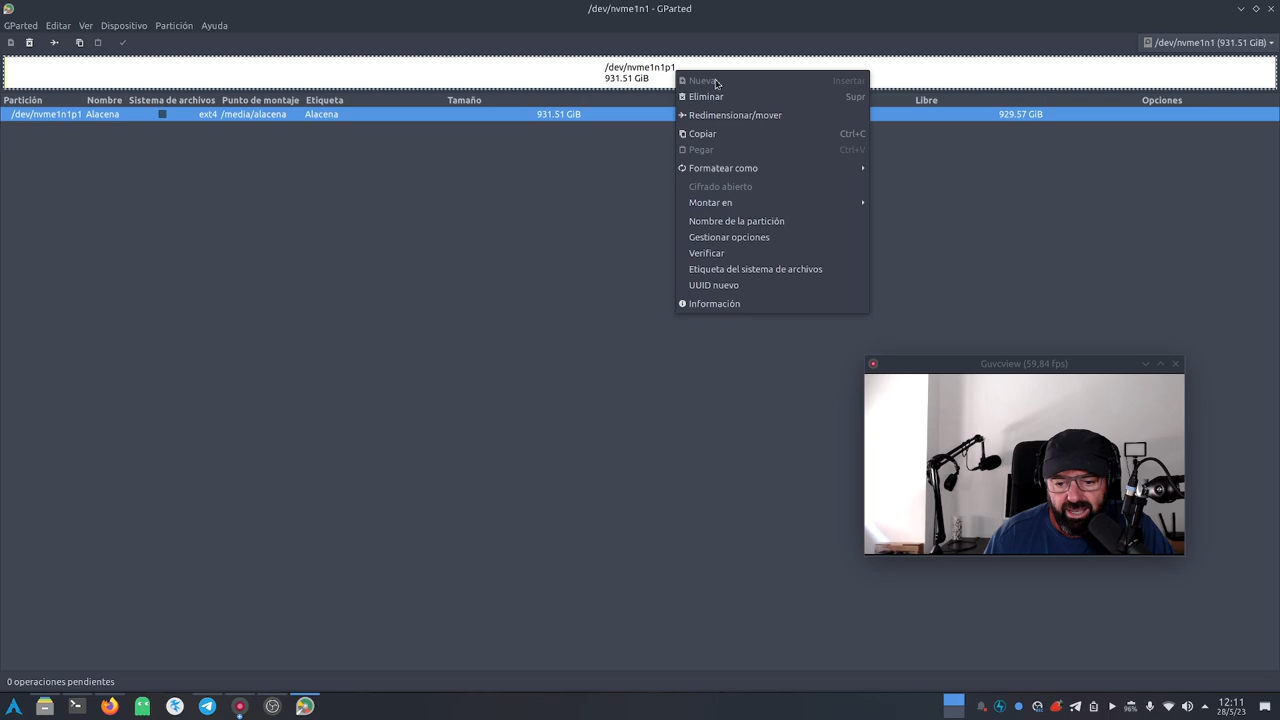 /dev/nvme1n1 - GParted
GParted Editar Ver Dispositivo Partición Ayuda
/dev/nvme1n1 (931.51 GiB)
/dev/nvme1n1p1
931.51 GiB
Partición Nombre Sistema de archivos Punto de montaje Etiqueta Tamaño Libre Opciones
/dev/nvme1n1p1 Alacena ext4 /media/alacena Alacena 931.51 GiB 929.57 GiB
Nueva Insertar
Eliminar Supr
Redimensionar/mover
Copiar Ctrl+C
Pegar Ctrl+V
Formatear como
Cifrado abierto
Montar en
Nombre de la partición
Gestionar opciones
Verificar
Etiqueta del sistema de archivos
UUID nuevo
Información
Guvcview (59,84 fps)
0 operaciones pendientes
96%
12:11
28/5/23